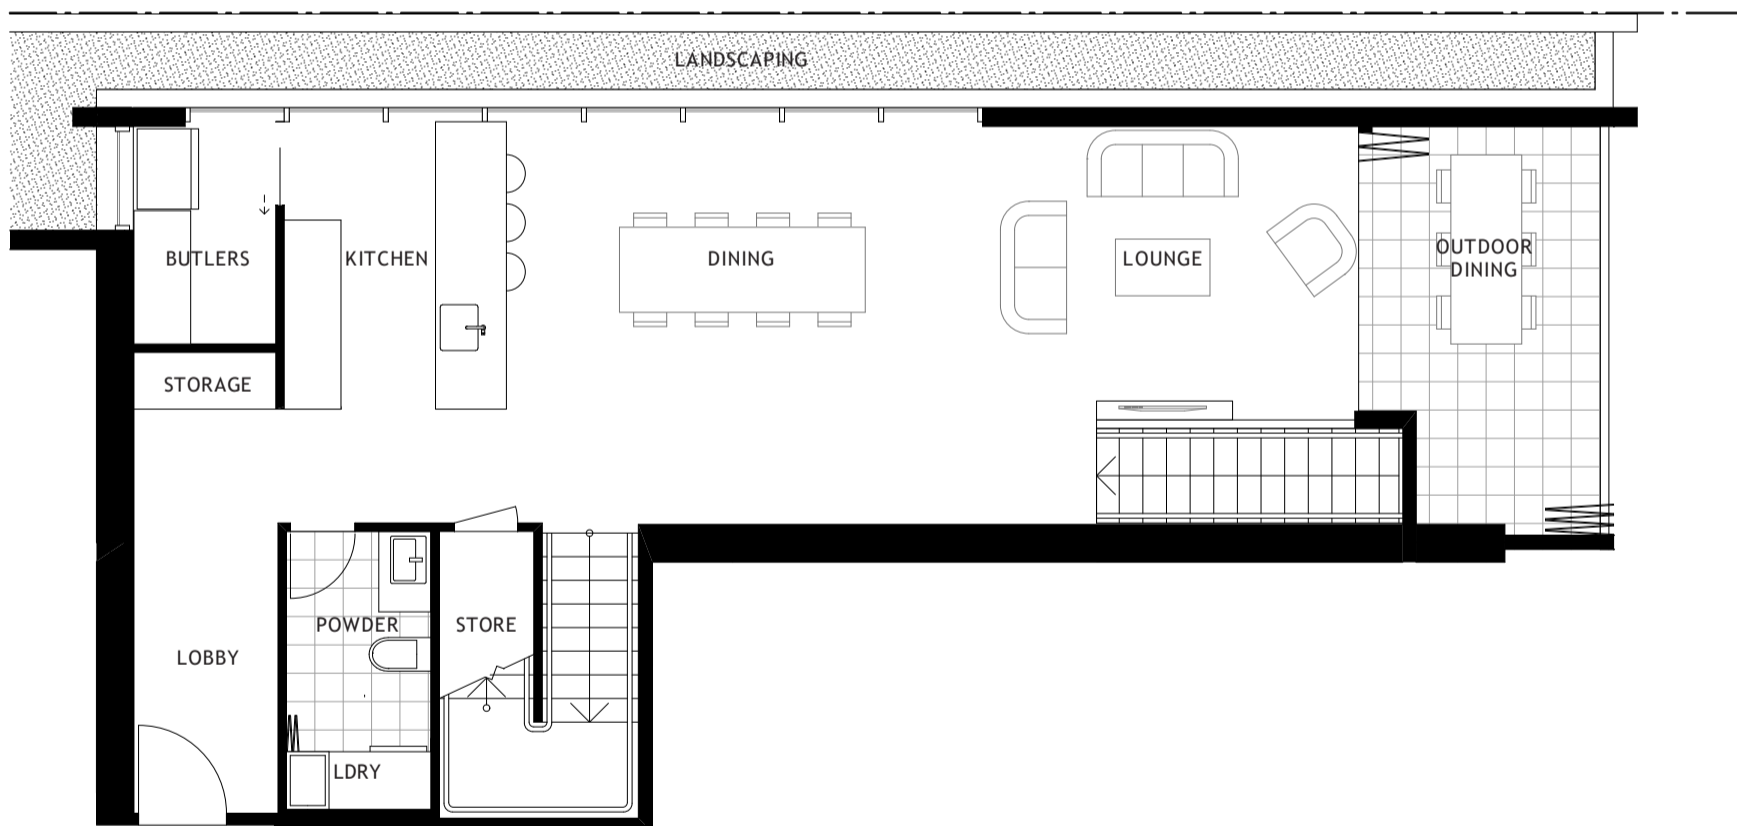 LANDSCAPING
BUTLERS
KITCHEN
DINING
LOUNGE
OUTDOOR
DINING
STORAGE
POWDER
STORE
LOBBY
LDRY